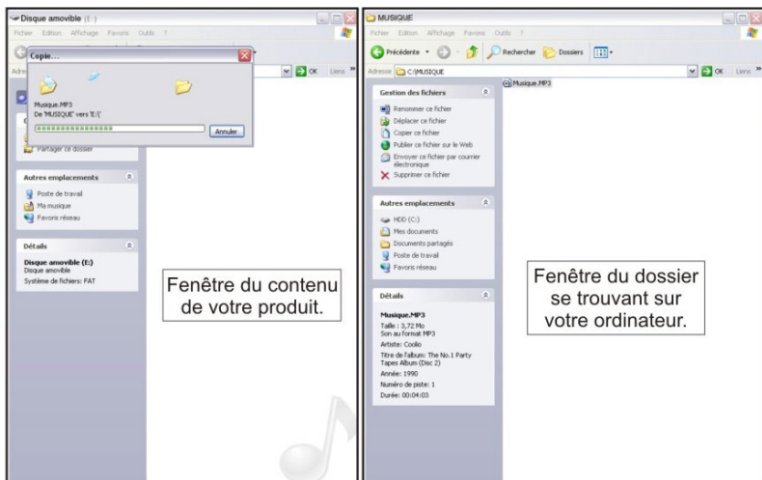 Disque amovible (E:)
Fichier Edition Affichage Favoris Outils ?
Copie...
Musique.MP3
De 'MUSIQUE' vers 'E:\'
Annuler
OK Liens
Partager ce dossier
Autres emplacements
Poste de travail
Ma musique
Favoris réseau
Détails
Disque amovible (E:)
Disque amovible
Système de fichiers: FAT
Fenêtre du contenu
de votre produit.
MUSIQUE
Fichier Edition Affichage Favoris Outils ?
Précédente Rechercher Dossiers
Adresse C:\MUSIQUE OK Liens
Gestion des fichiers
Renommer ce fichier
Déplacer ce fichier
Copier ce fichier
Publier ce fichier sur le Web
Envoyer ce fichier par courrier
électronique
Supprimer ce fichier
Autres emplacements
HDD (C:)
Mes documents
Documents partagés
Poste de travail
Favoris réseau
Détails
Musique.MP3
Taille : 3,72 Mo
Son au format MP3
Artiste: Coolio
Titre de l'album: The No.1 Party
Tapes Album (Disc 2)
Année: 1990
Numéro de piste: 1
Durée: 00:04:03
Musique.MP3
Fenêtre du dossier
se trouvant sur
votre ordinateur.